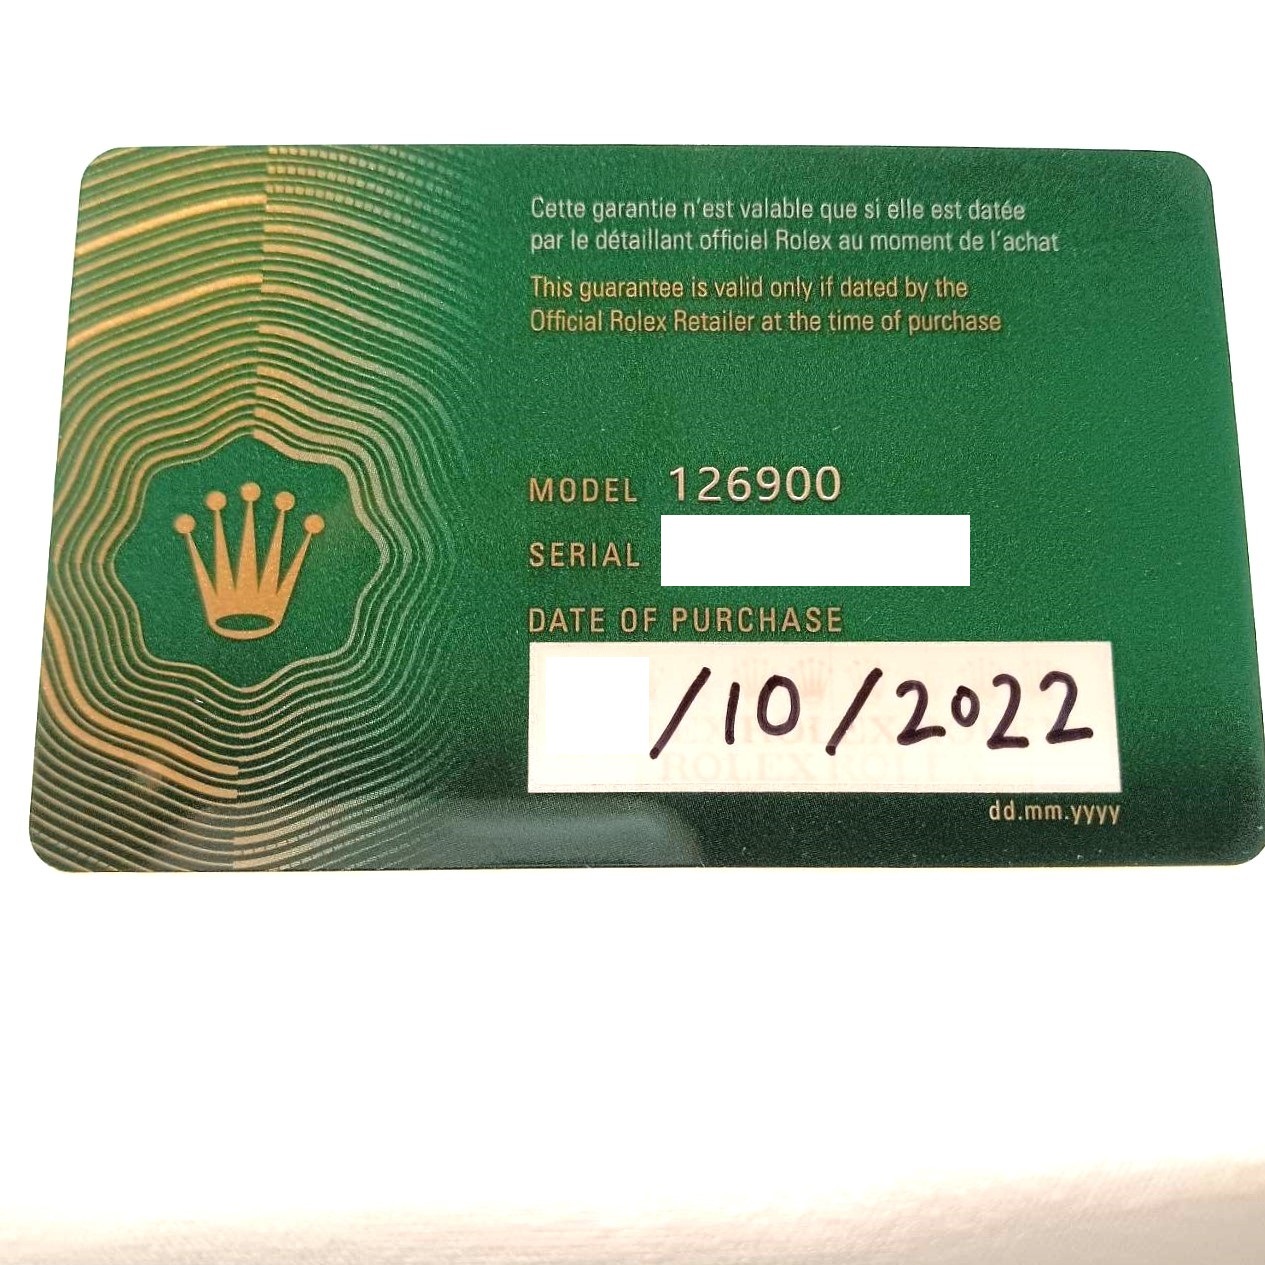 Cette garantie n'est valable que si elle est datée
par le détaillant officiel Rolex au moment de l'achat
This guarantee is valid only if dated by the
Official Rolex Retailer at the time of purchase
MODEL 126900
SERIAL
DATE OF PURCHASE
/10/2022
ROLEX
dd.mm.yyyy